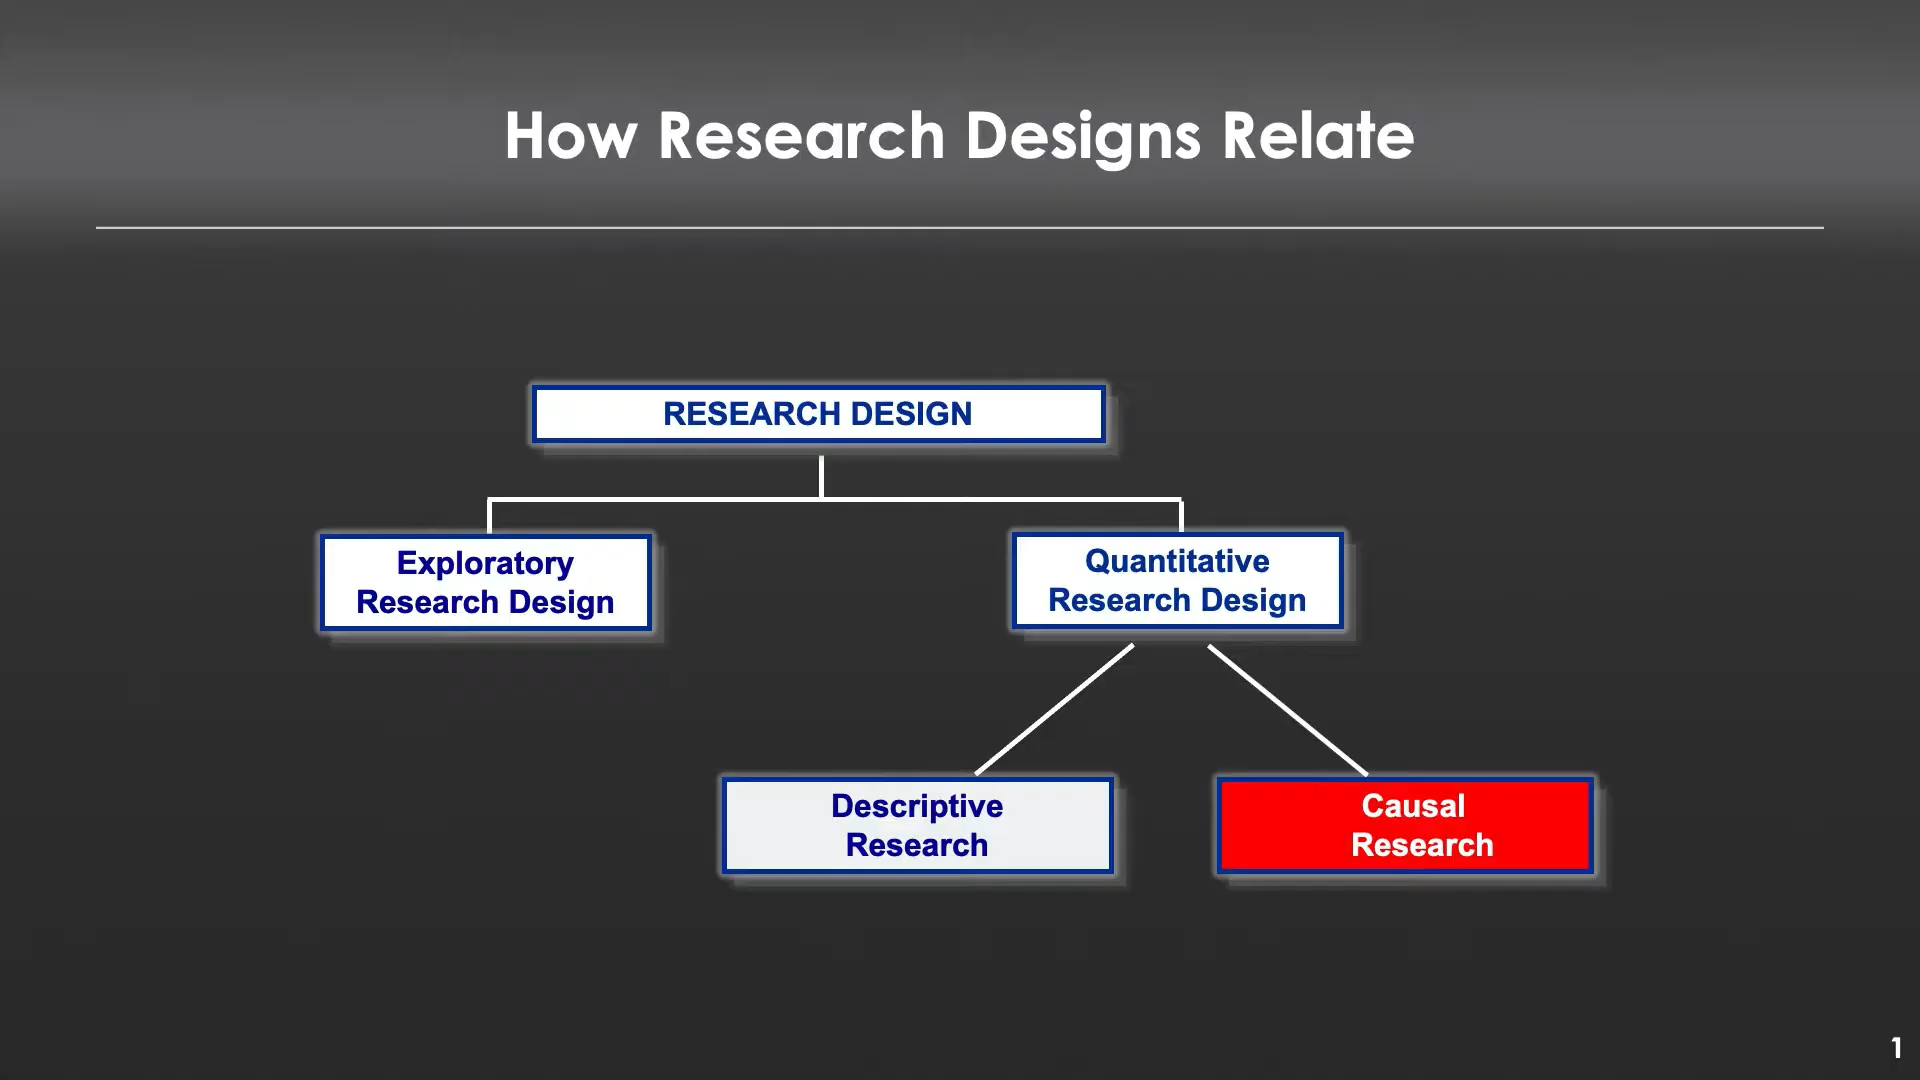 How Research Designs Relate
RESEARCH DESIGN
Exploratory
Research Design
Quantitative
Research Design
Descriptive
Research
Causal
Research
1